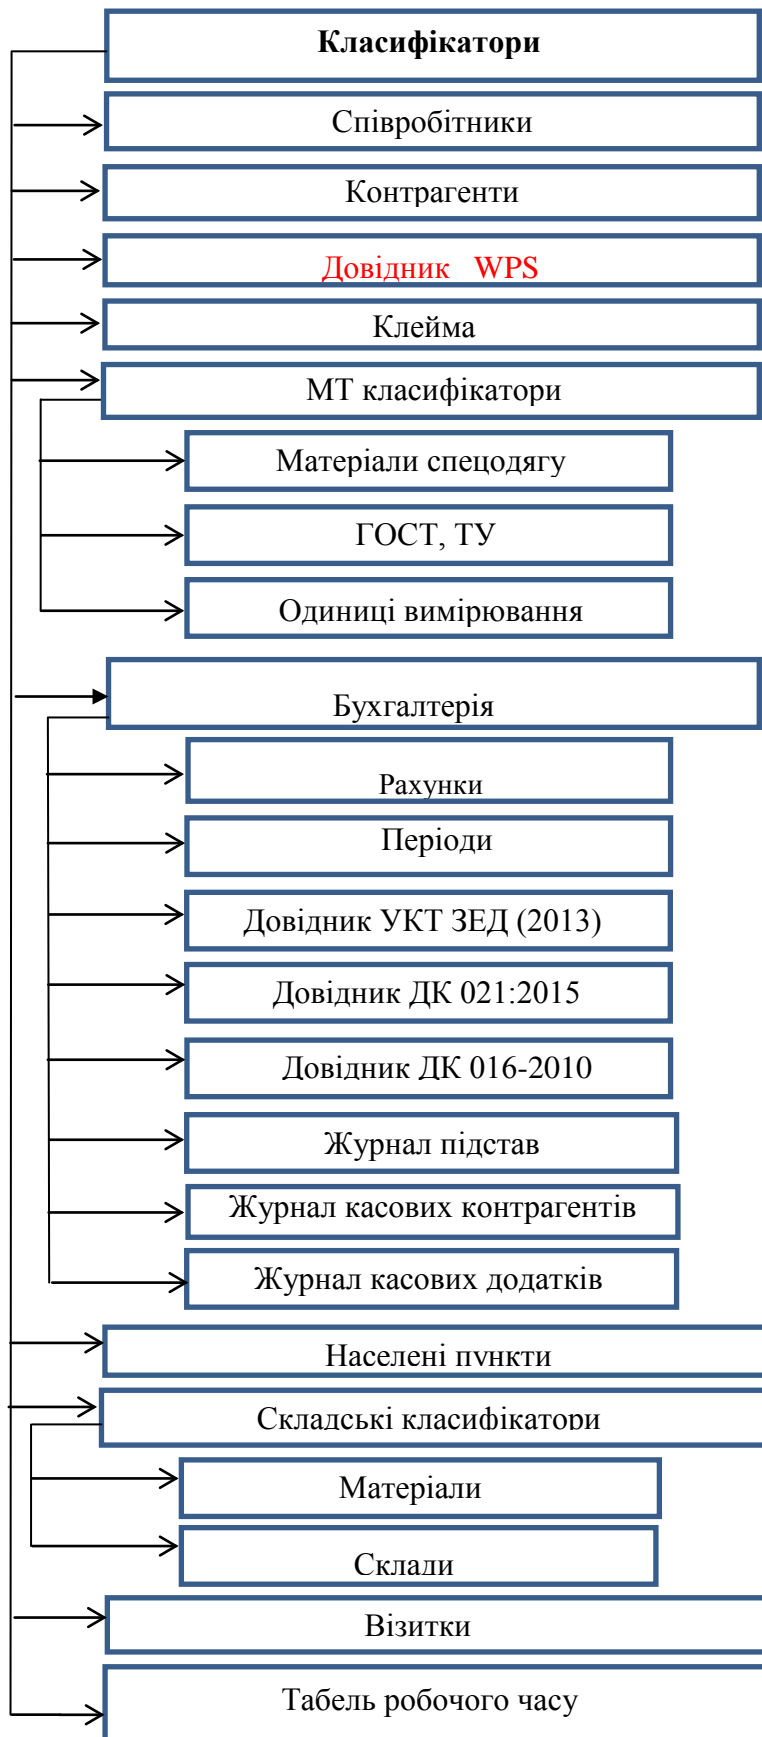 Класифікатори
Співробітники
Контрагенти
Довідник WPS
Клейма
МТ класифікатори
Матеріали спецодягу
ГОСТ, ТУ
Одиниці вимірювання
Бухгалтерія
Рахунки
Періоди
Довідник УКТ ЗЕД (2013)
Довідник ДК 021:2015
Довідник ДК 016-2010
Журнал підстав
Журнал касових контрагентів
Журнал касових додатків
Населені пункти
Складські класифікатори
Матеріали
Склади
Візитки
Табель робочого часу